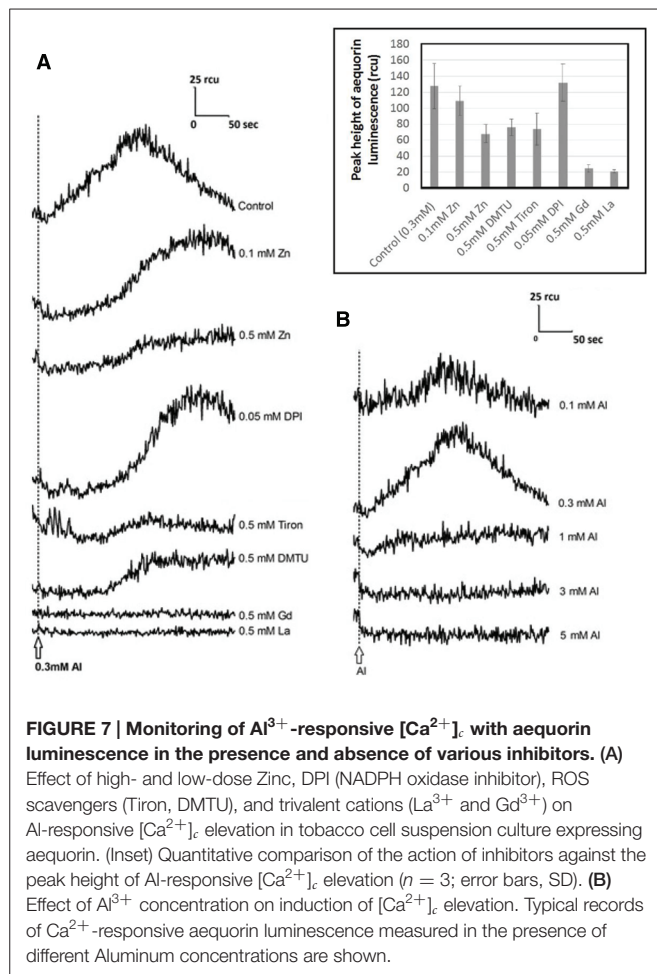 A
25 rcu
0 50 sec
Control
0.1 mM Zn
0.5 mM Zn
0.05 mM DPI
0.5 mM Tiron
0.5 mM DMTU
0.5 mM Gd
0.5 mM La
0.3mM Al
Peak height of aequorin
luminescence (rcu)
180
160
140
120
100
80
60
40
20
0
Control (0.3mM)
0.1mM Zn
0.5mM Zn
0.5mM DMTU
0.5mM Tiron
0.05mM DPI
0.5mM Gd
0.5mM La
B
25 rcu
0 50 sec
0.1 mM Al
0.3 mM Al
1 mM Al
3 mM Al
5 mM Al
Al
FIGURE 7 | Monitoring of Al³⁺-responsive [Ca²⁺]c with aequorin
luminescence in the presence and absence of various inhibitors. (A)
Effect of high- and low-dose Zinc, DPI (NADPH oxidase inhibitor), ROS
scavengers (Tiron, DMTU), and trivalent cations (La³⁺ and Gd³⁺) on
Al-responsive [Ca²⁺]c elevation in tobacco cell suspension culture expressing
aequorin. (Inset) Quantitative comparison of the action of inhibitors against the
peak height of Al-responsive [Ca²⁺]c elevation (n = 3; error bars, SD). (B)
Effect of Al³⁺ concentration on induction of [Ca²⁺]c elevation. Typical records
of Ca²⁺-responsive aequorin luminescence measured in the presence of
different Aluminum concentrations are shown.